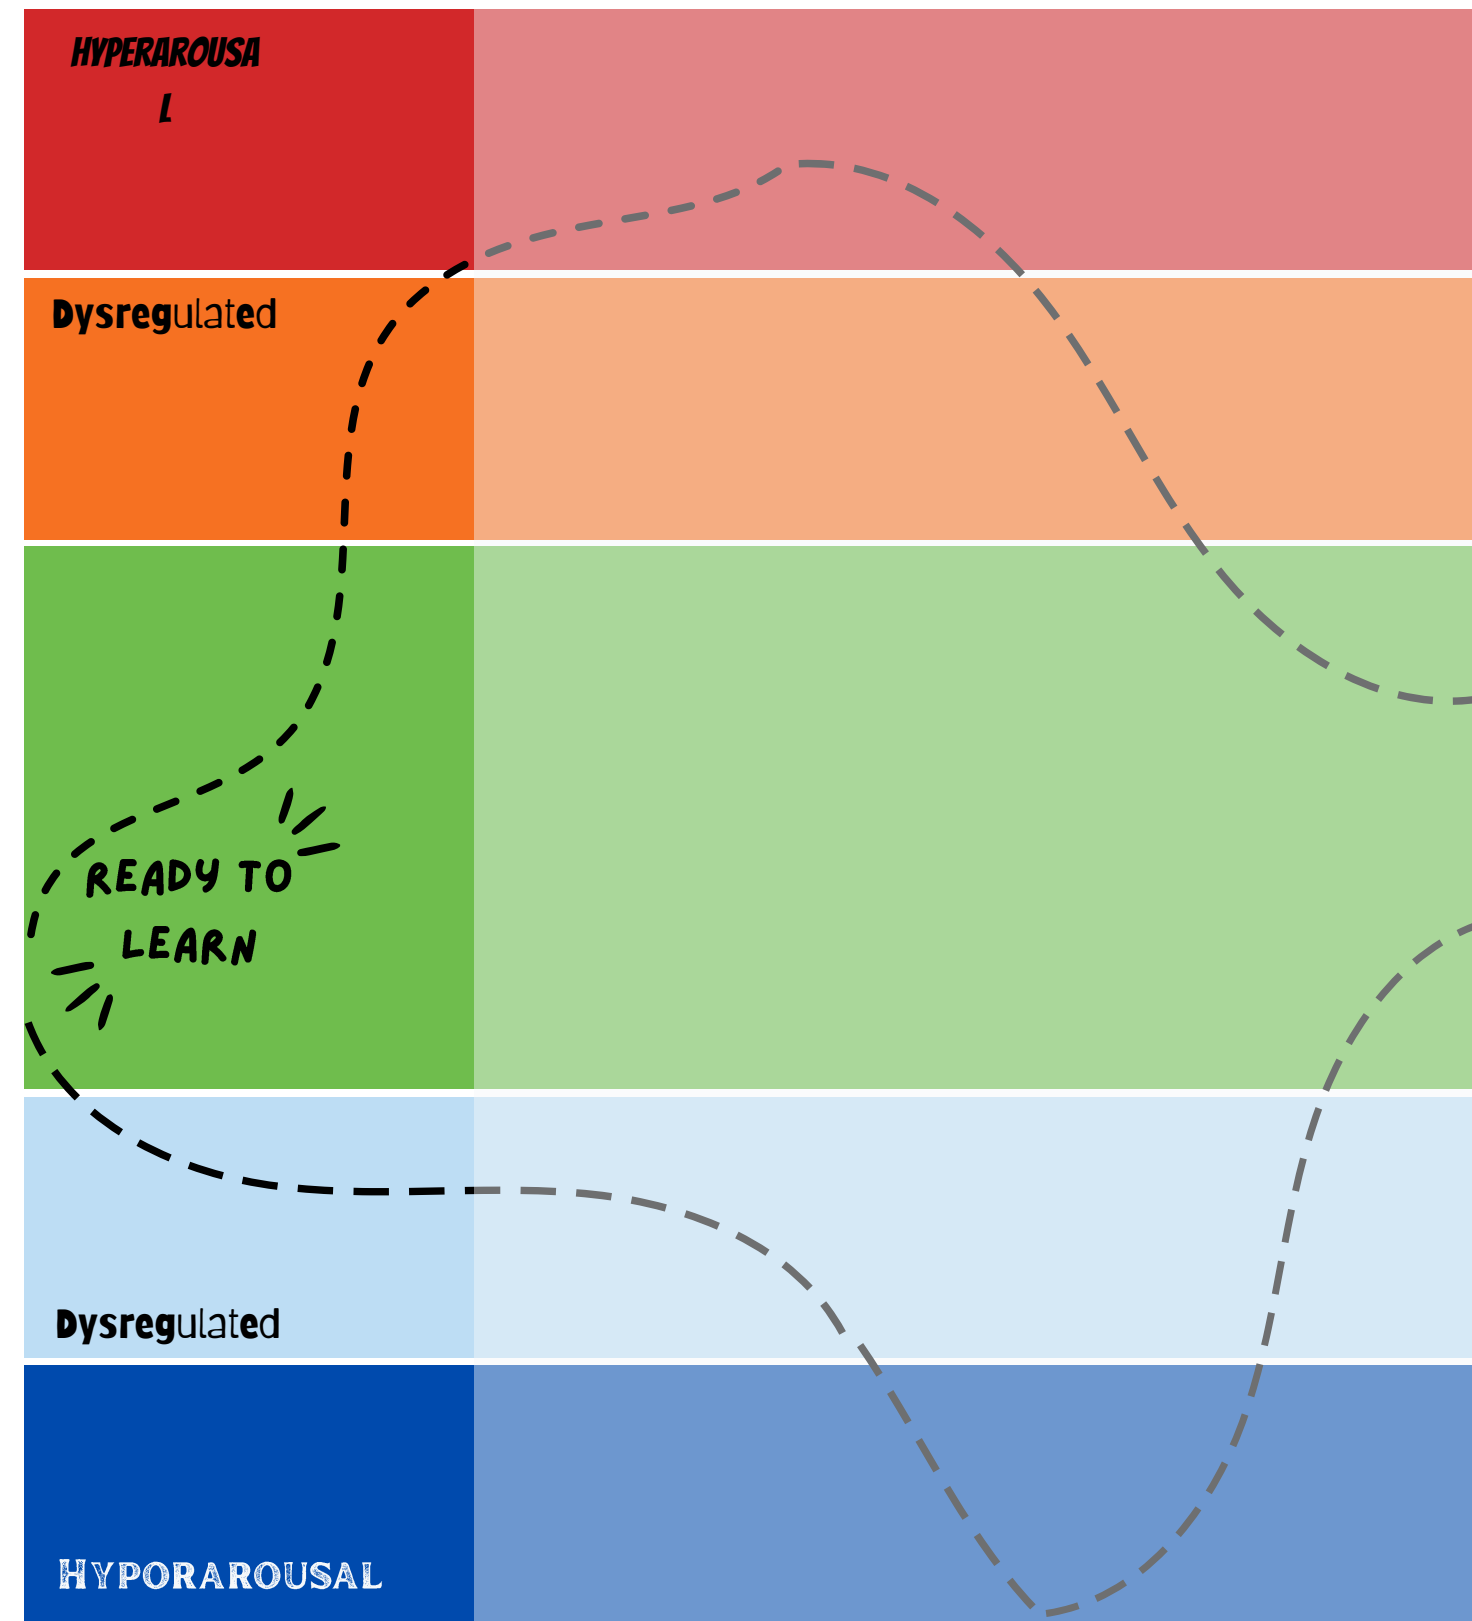 HYPERAROUSA
L
Dysregulated
READY TO
LEARN
Dysregulated
HYPORAROUSAL